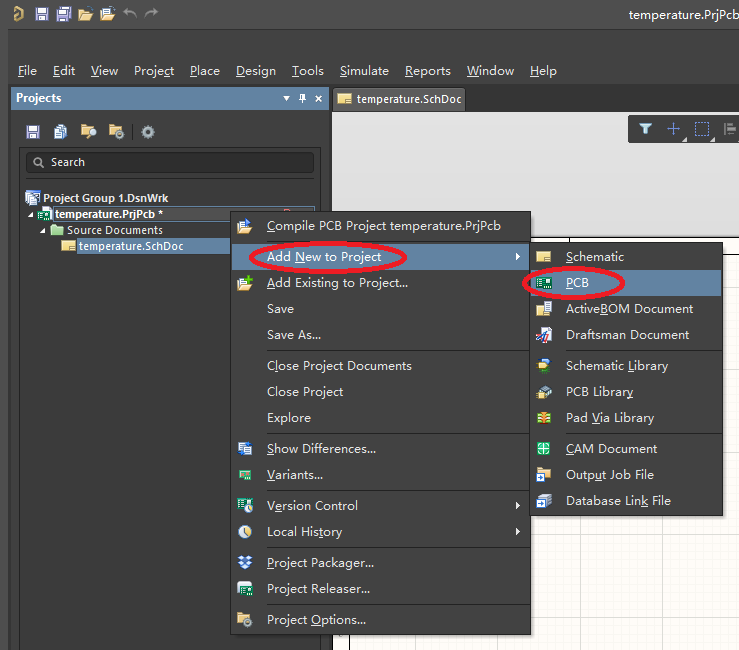 temperature.PrjPcb
File Edit View Project Place Design Tools Simulate Reports Window Help
Projects
temperature.SchDoc
Search
Project Group 1.DsnWrk
temperature.PrjPcb *
Source Documents
temperature.SchDoc
Compile PCB Project temperature.PrjPcb
Add New to Project
Add Existing to Project...
Save
Save As...
Close Project Documents
Close Project
Explore
Show Differences...
Variants...
Version Control
Local History
Project Packager...
Project Releaser...
Project Options...
Schematic
PCB
ActiveBOM Document
Draftsman Document
Schematic Library
PCB Library
Pad Via Library
CAM Document
Output Job File
Database Link File